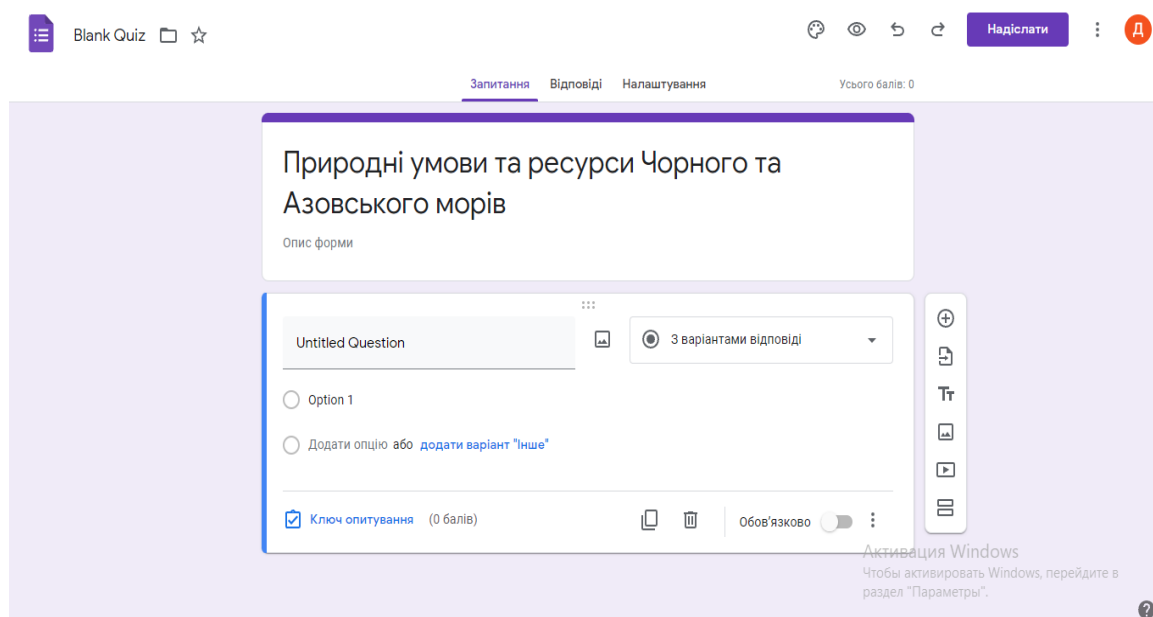 Blank Quiz
Надіслати
Д
Запитання Відповіді Налаштування Усього балів: 0
Природні умови та ресурси Чорного та
Азовського морів
Опис форми
Untitled Question
З варіантами відповіді
Option 1
Додати опцію або додати варіант "Інше"
Ключ опитування (0 балів)
Обов'язково
Tт
Активация Windows
Чтобы активировать Windows, перейдите в
раздел "Параметры".